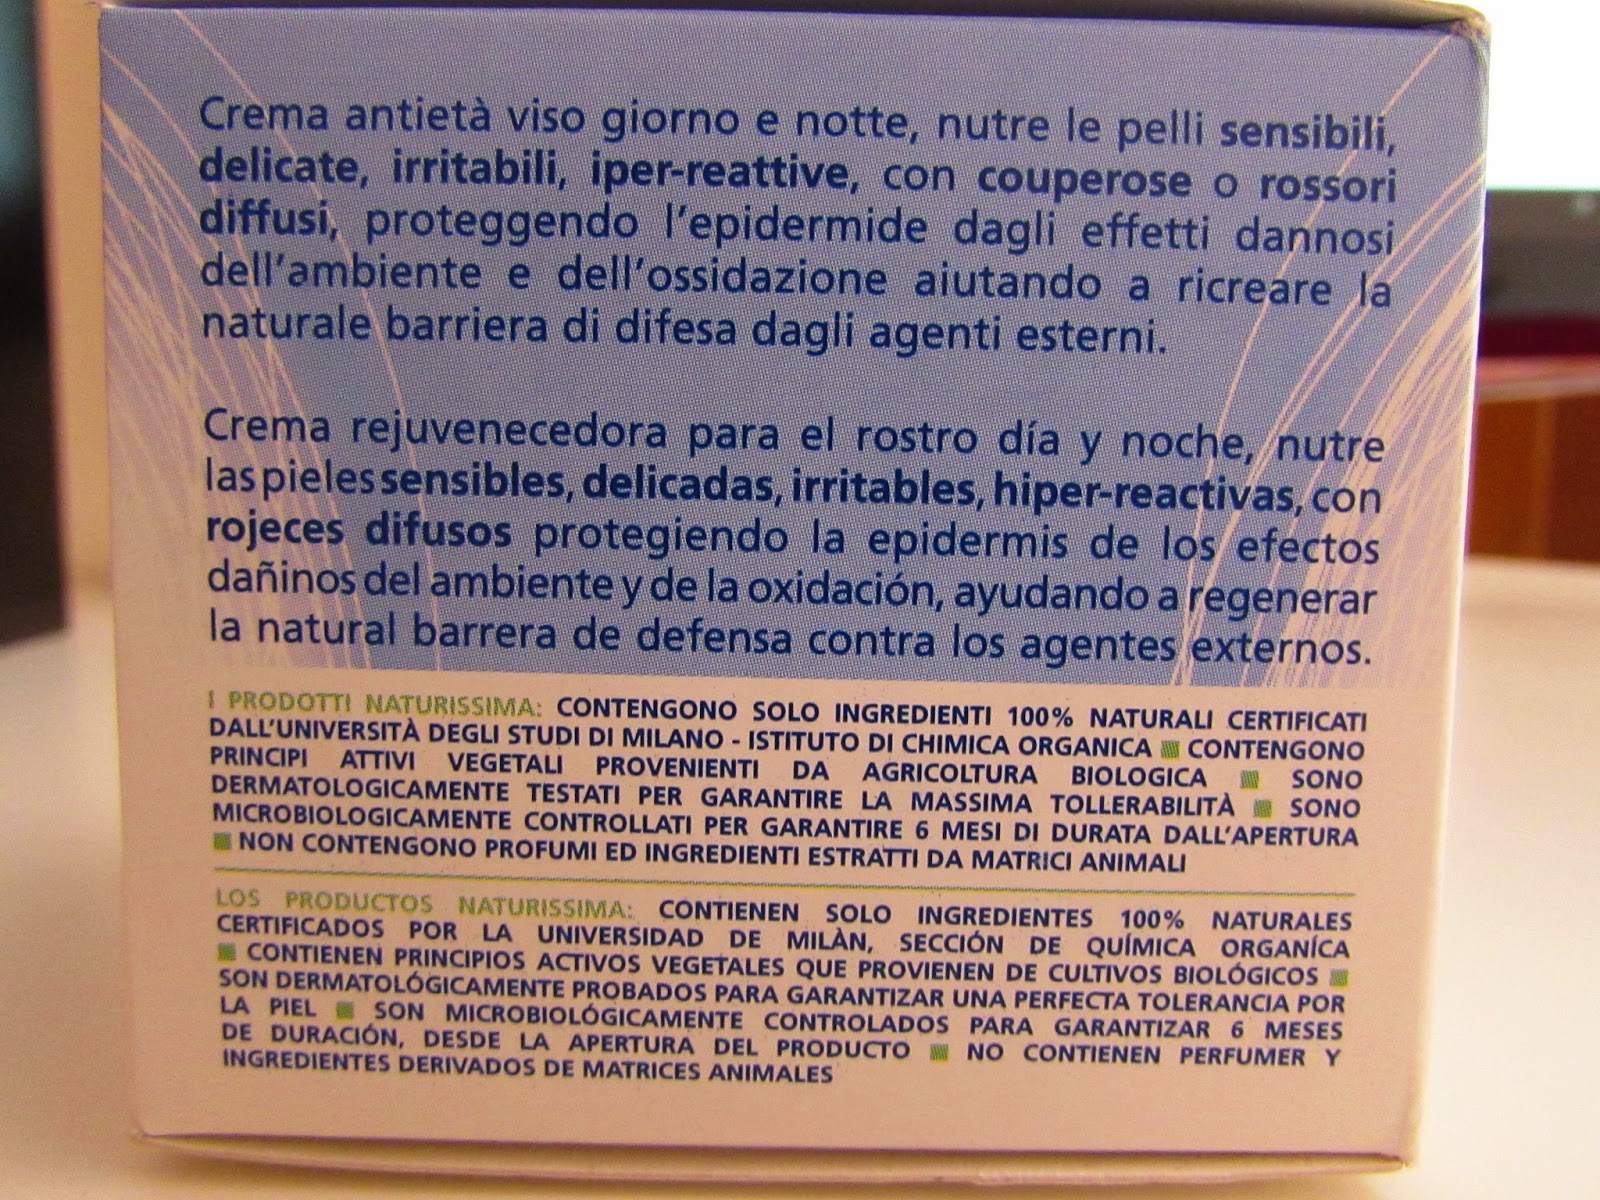 Crema antietà viso giorno e notte, nutre le pelli sensibili,
delicate, irritabili, iper-reattive, con couperose o rossori
diffusi, proteggendo l'epidermide dagli effetti dannosi
dell'ambiente e dell'ossidazione aiutando a ricreare la
naturale barriera di difesa dagli agenti esterni.
Crema rejuvenecedora para el rostro día y noche, nutre
las pieles sensibles, delicadas, irritables, hiper-reactivas, con
rojeces difusos protegiendo la epidermis de los efectos
dañinos del ambiente y de la oxidación, ayudando a regenerar
la natural barrera de defensa contra los agentes externos.
I PRODOTTI NATURISSIMA: CONTENGONO SOLO INGREDIENTI 100% NATURALI CERTIFICATI
DALL'UNIVERSITÀ DEGLI STUDI DI MILANO - ISTITUTO DI CHIMICA ORGANICA ■ CONTENGONO
PRINCIPI ATTIVI VEGETALI PROVENIENTI DA AGRICOLTURA BIOLOGICA ■ SONO
DERMATOLOGICAMENTE TESTATI PER GARANTIRE LA MASSIMA TOLLERABILITÀ ■ SONO
MICROBIOLOGICAMENTE CONTROLLATI PER GARANTIRE 6 MESI DI DURATA DALL'APERTURA
■ NON CONTENGONO PROFUMI ED INGREDIENTI ESTRATTI DA MATRICI ANIMALI
LOS PRODUCTOS NATURISSIMA: CONTIENEN SOLO INGREDIENTES 100% NATURALES
CERTIFICADOS POR LA UNIVERSIDAD DE MILÀN, SECCIÓN DE QUÍMICA ORGANÍCA
■ CONTIENEN PRINCIPIOS ACTIVOS VEGETALES QUE PROVIENEN DE CULTIVOS BIOLÓGICOS ■
SON DERMATOLÓGICAMENTE PROBADOS PARA GARANTIZAR UNA PERFECTA TOLERANCIA POR
LA PIEL ■ SON MICROBIOLÓGICAMENTE CONTROLADOS PARA GARANTIZAR 6 MESES
DE DURACIÓN, DESDE LA APERTURA DEL PRODUCTO ■ NO CONTIENEN PERFUMER Y
INGREDIENTES DERIVADOS DE MATRICES ANIMALES